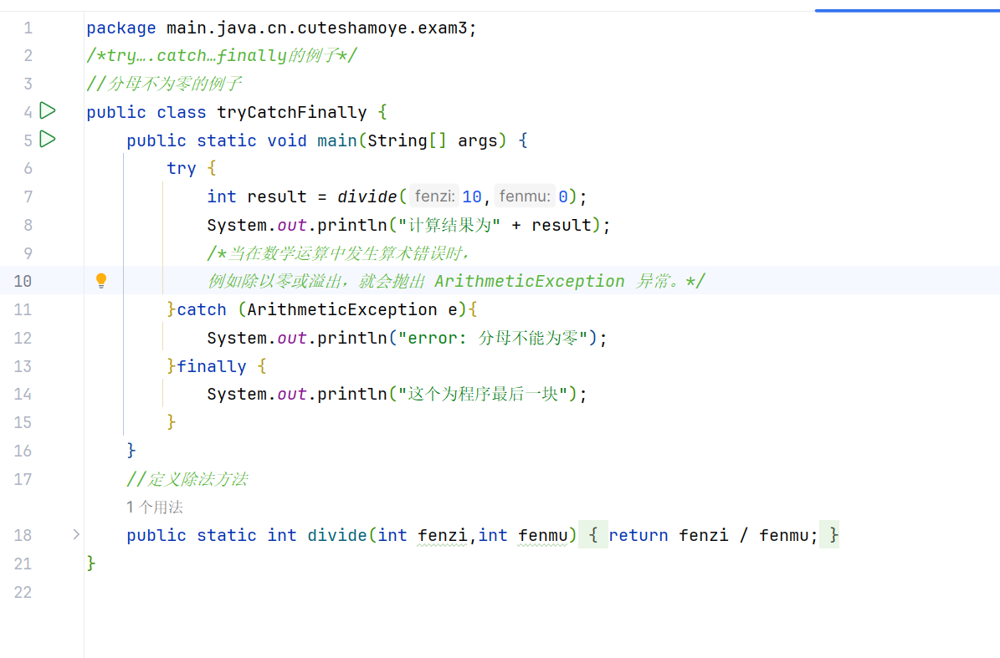 1 package main.java.cn.cuteshamoye.exam3;
2 /*try….catch…finally的例子*/
3 //分母不为零的例子
4 public class tryCatchFinally {
5 public static void main(String[] args) {
6 try {
7 int result = divide( fenzi: 10, fenmu: 0);
8 System.out.println("计算结果为" + result);
9 /*当在数学运算中发生算术错误时，
10 例如除以零或溢出，就会抛出 ArithmeticException 异常。*/
11 }catch (ArithmeticException e){
12 System.out.println("error: 分母不能为零");
13 }finally {
14 System.out.println("这个为程序最后一块");
15 }
16 }
17 //定义除法方法
1 个用法
18 public static int divide(int fenzi,int fenmu) { return fenzi / fenmu; }
21 }
22